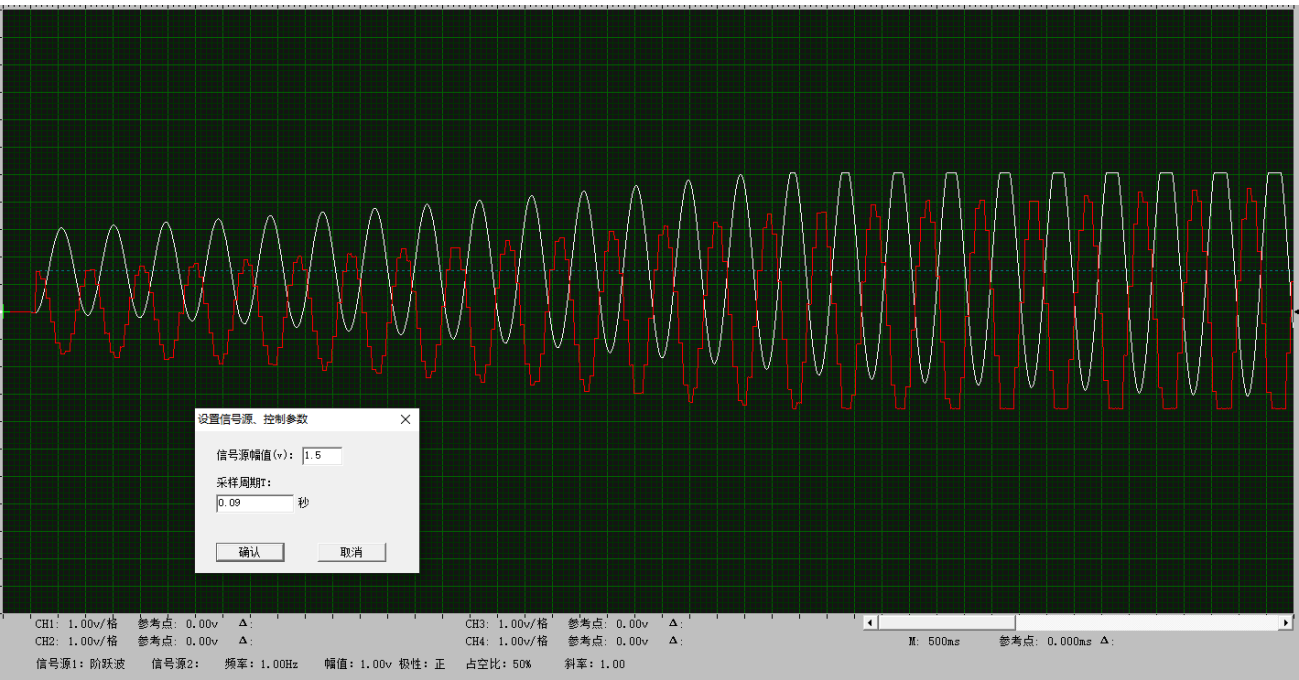 设置信号源、控制参数
信号源幅值(v): 1.5
采样周期T:
0.09 秒
确认 取消
CH1: 1.00v/格 参考点: 0.00v Δ: CH3: 1.00v/格 参考点: 0.00v Δ:
CH2: 1.00v/格 参考点: 0.00v Δ: CH4: 1.00v/格 参考点: 0.00v Δ: M: 500ms 参考点: 0.000ms Δ:
信号源1: 阶跃波 信号源2: 频率: 1.00Hz 幅值: 1.00v 极性: 正 占空比: 50% 斜率: 1.00